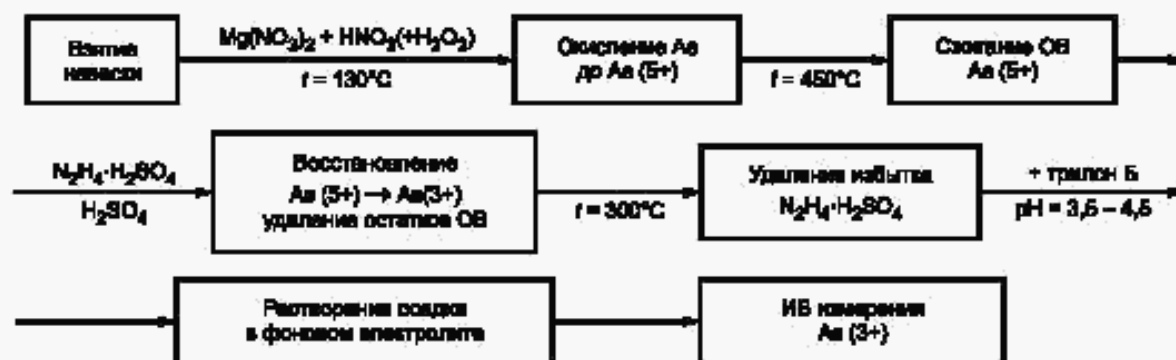 Взятие
навески
Mg(NO₃)₂ + HNO₃(+H₂O₂)
t = 130°C
Окисление As
до As (5+)
t = 450°C
Сжигание ОВ
As (5+)
N₂H₄·H₂SO₄
H₂SO₄
Восстановление
As (5+) → As(3+)
удаление остатков ОВ
t = 300°C
Удаление избытка
N₂H₄·H₂SO₄
+ трилон Б
pH = 3,5 – 4,5
Растворение осадка
в фоновом электролите
ИВ измерения
As (3+)